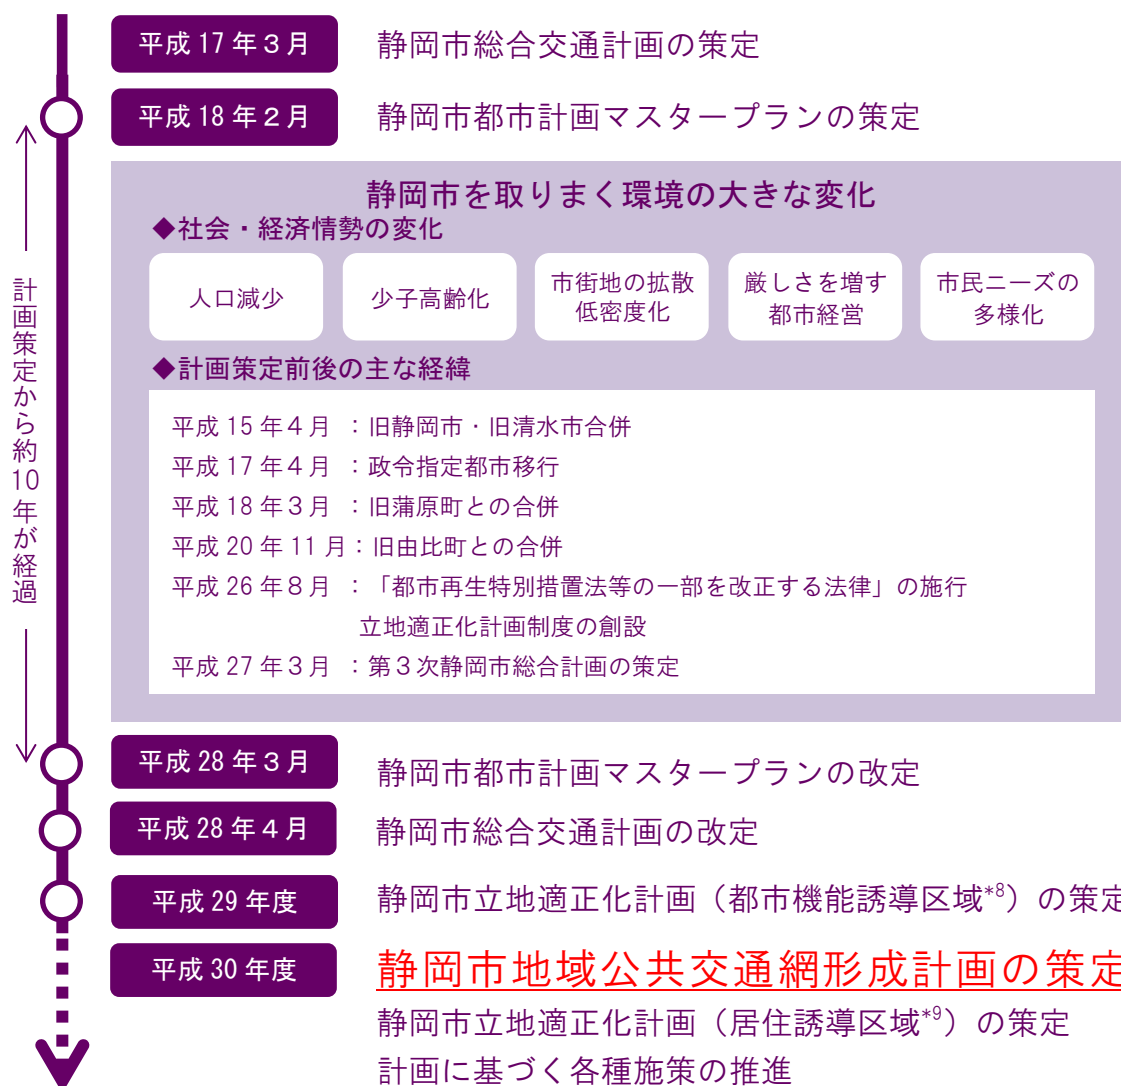 平成 17 年３月 静岡市総合交通計画の策定
平成 18 年２月 静岡市都市計画マスタープランの策定
静岡市を取りまく環境の大きな変化
◆社会・経済情勢の変化
人口減少
少子高齢化
市街地の拡散
低密度化
厳しさを増す
都市経営
市民ニーズの
多様化
◆計画策定前後の主な経緯
平成 15 年４月 ：旧静岡市・旧清水市合併
平成 17 年４月 ：政令指定都市移行
平成 18 年３月 ：旧蒲原町との合併
平成 20 年 11 月：旧由比町との合併
平成 26 年８月 ：「都市再生特別措置法等の一部を改正する法律」の施行
立地適正化計画制度の創設
平成 27 年３月 ：第３次静岡市総合計画の策定
計画策定から約10年が経過
平成 28 年３月 静岡市都市計画マスタープランの改定
平成 28 年４月 静岡市総合交通計画の改定
平成 29 年度 静岡市立地適正化計画（都市機能誘導区域*8）の策定
平成 30 年度 静岡市地域公共交通網形成計画の策定
静岡市立地適正化計画（居住誘導区域*9）の策定
計画に基づく各種施策の推進